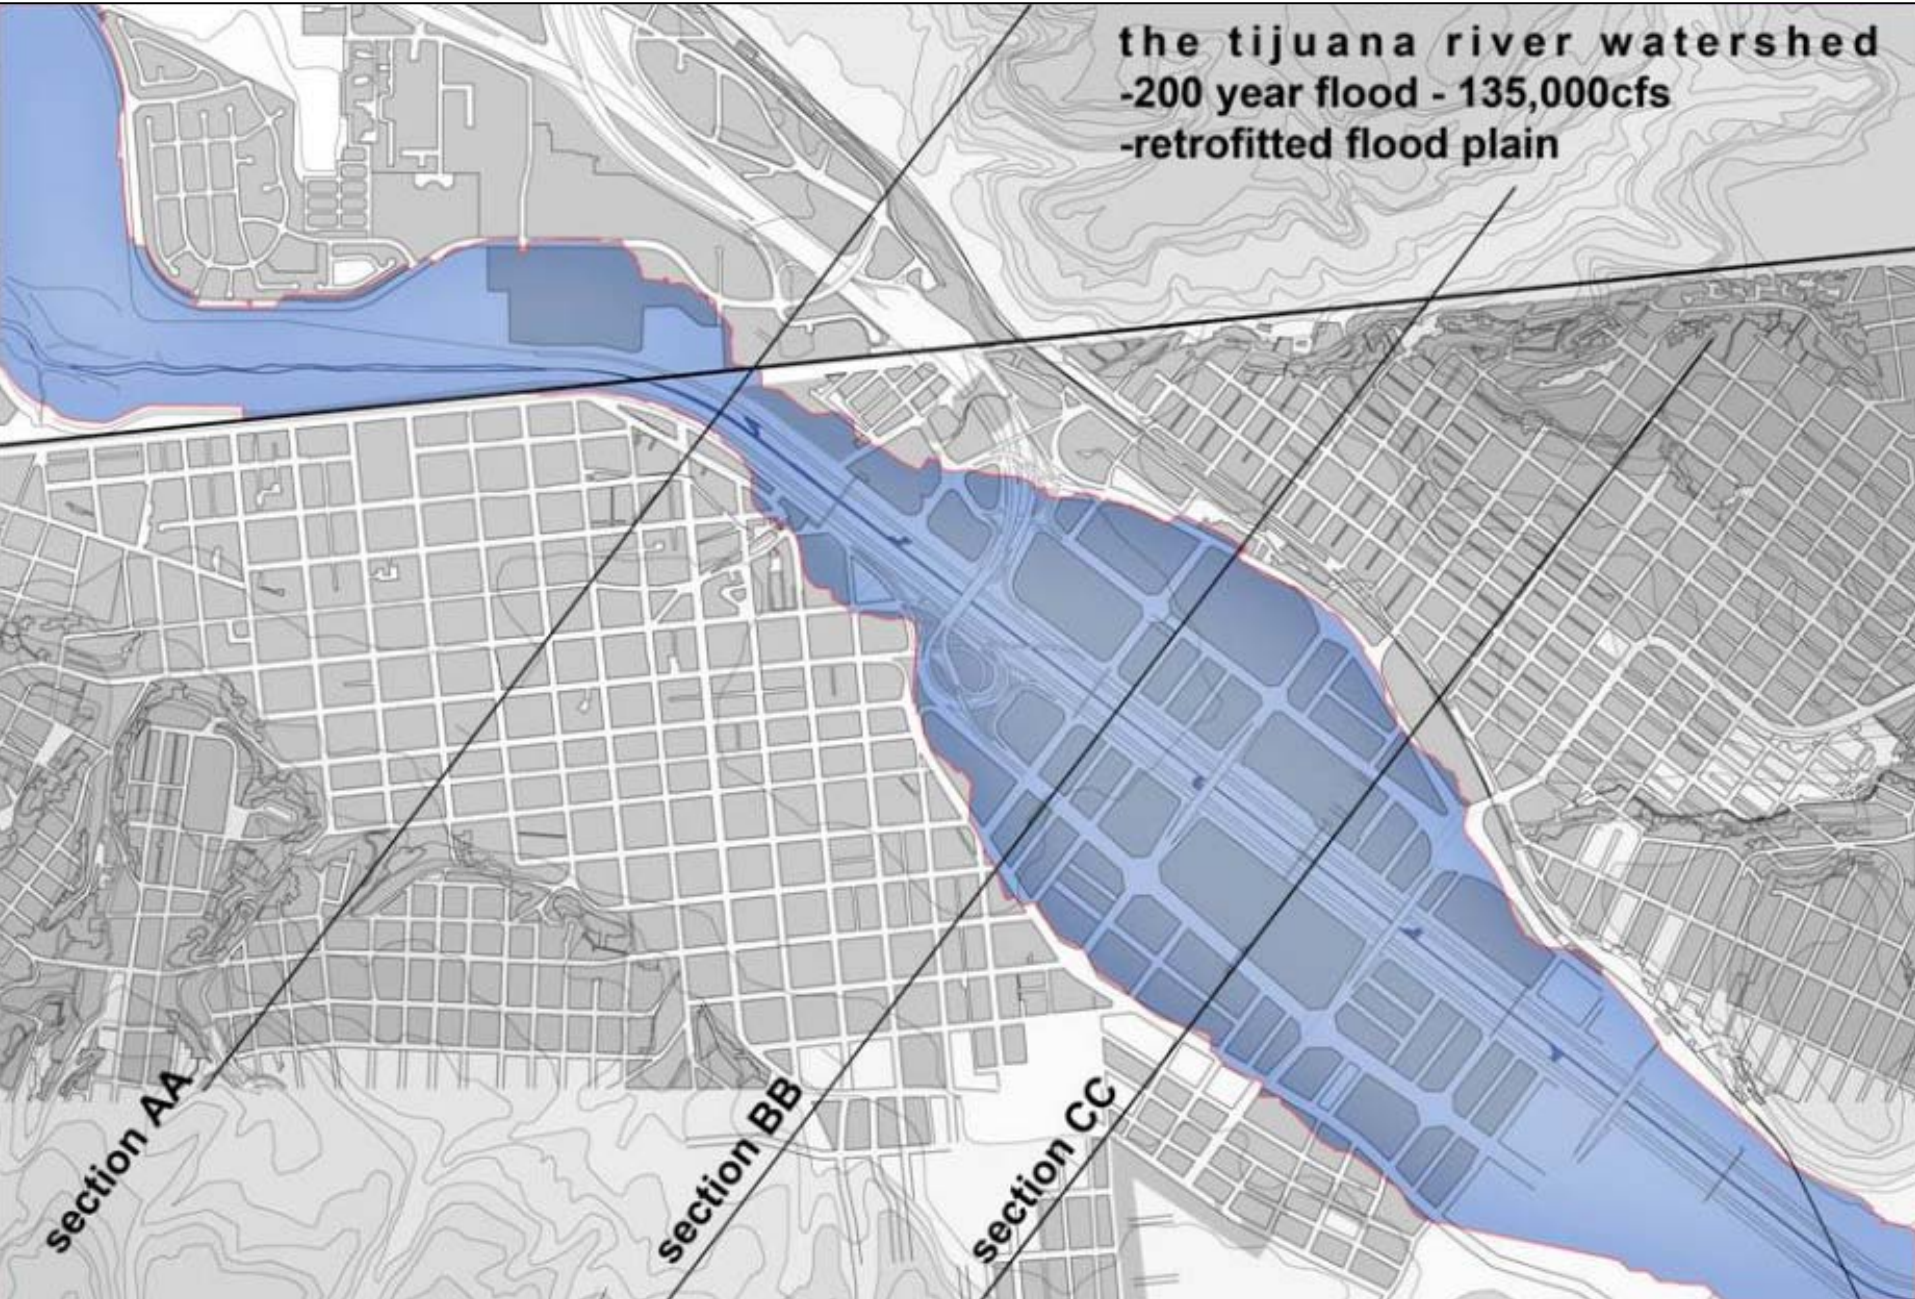 the tijuana river watershed
-200 year flood - 135,000cfs
-retrofitted flood plain
section AA
section BB
section CC